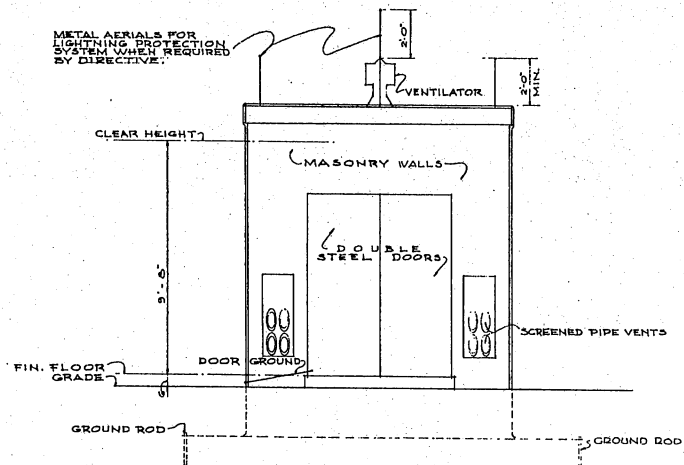 METAL AERIALS FOR
LIGHTNING PROTECTION
SYSTEM WHEN REQUIRED
BY DIRECTIVE.
2'-0"
VENTILATOR
2'-0"
MIN.
CLEAR HEIGHT
MASONRY WALLS
DOUBLE
STEEL DOORS
9'-8"
SCREENED PIPE VENTS
DOOR GROUND
FIN. FLOOR
GRADE
6"
GROUND ROD
GROUND ROD